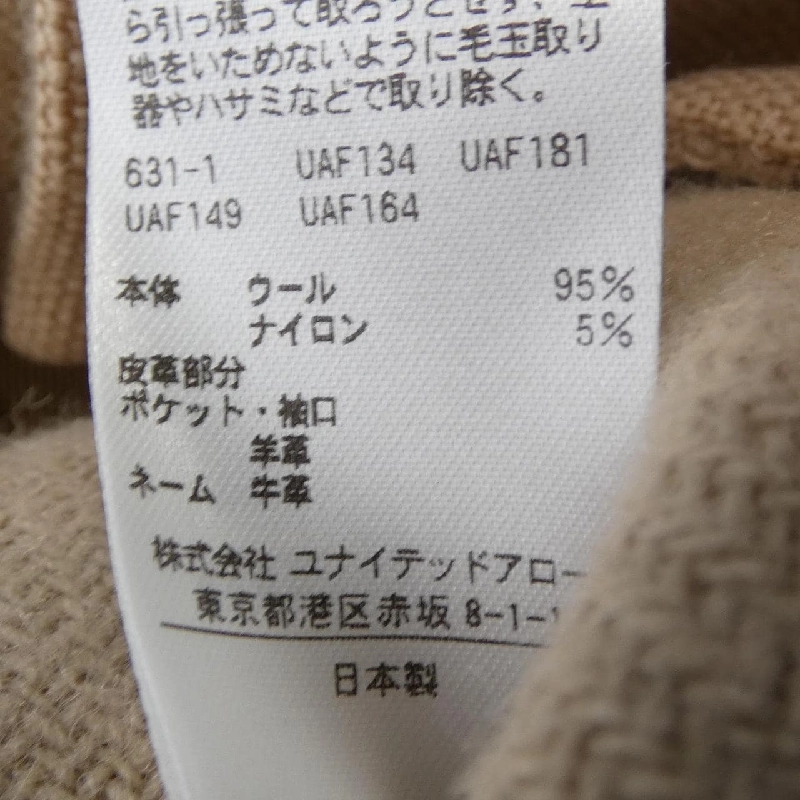 ら引っ張って取ろうとせず、生
地をいためないように毛玉取り
器やハサミなどで取り除く。
631-1 UAF134 UAF181
UAF149 UAF164
本体 ウール 95%
ナイロン 5%
皮革部分
ポケット・袖口
羊革
ネーム 牛革
株式会社 ユナイテッドアロー
東京都港区赤坂 8-1-
日本製